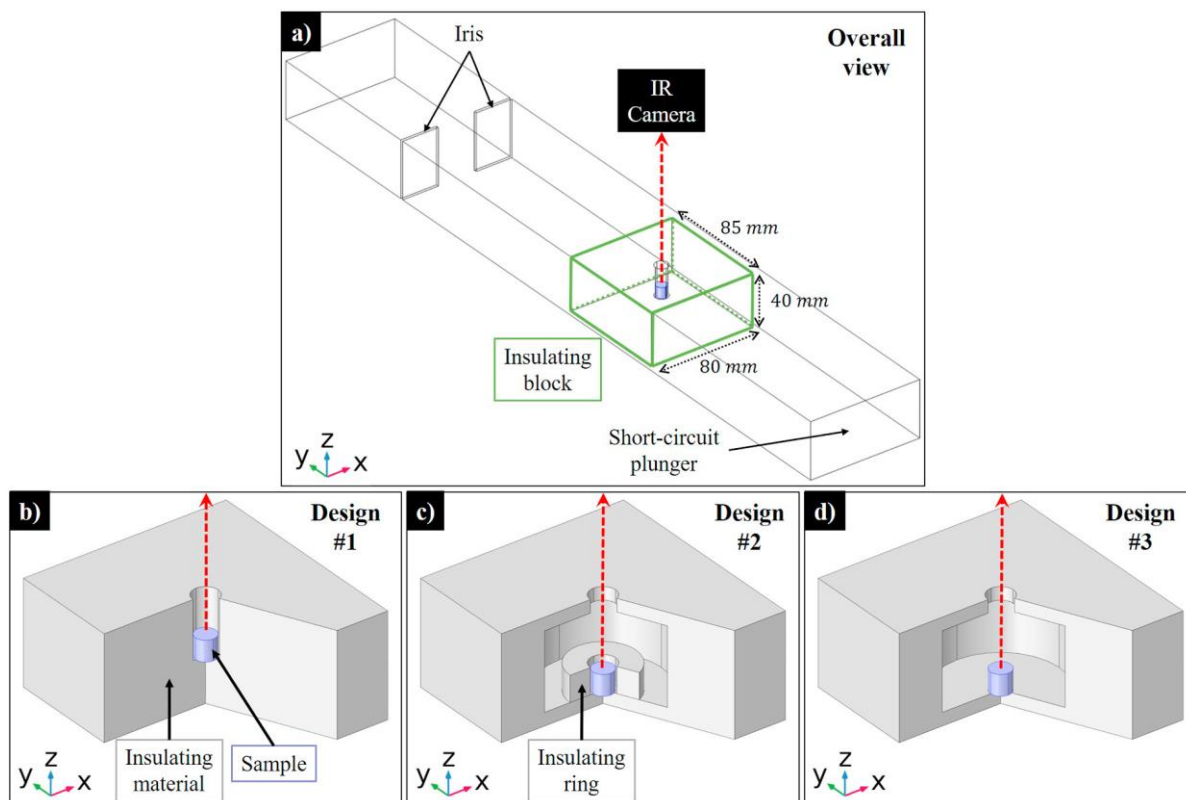 a)
Iris
Overall
view
IR
Camera
85 mm
40 mm
80 mm
Insulating
block
Short-circuit
plunger
z
y
x
b)
Design
#1
Insulating
material
Sample
z
y
x
c)
Design
#2
Insulating
ring
z
y
x
d)
Design
#3
z
y
x